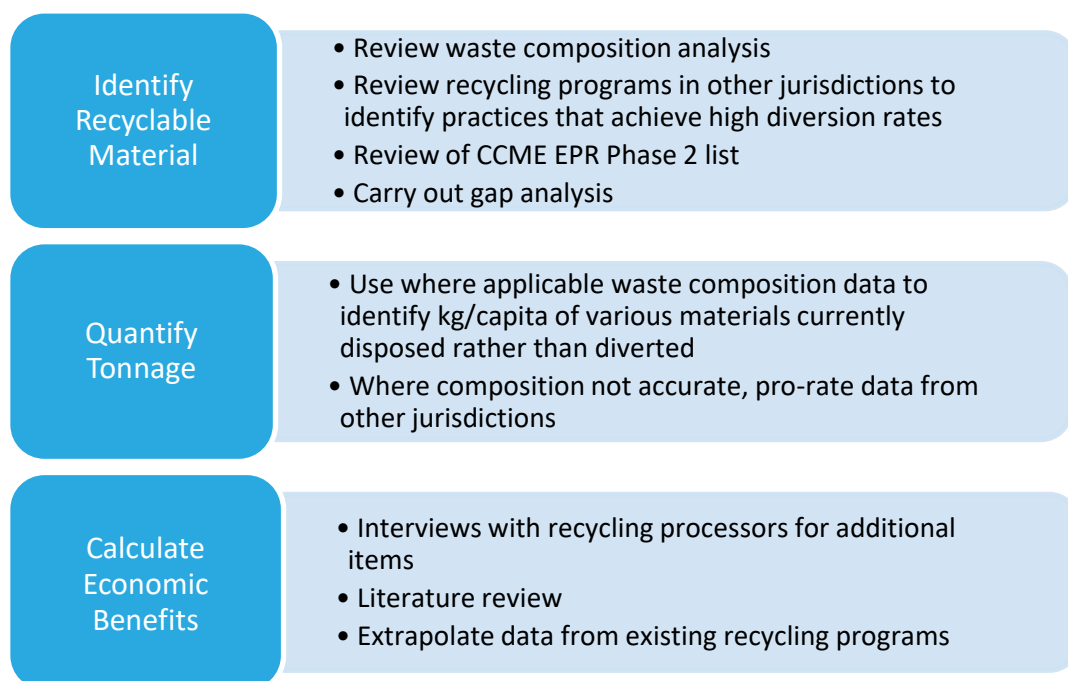 Identify
Recyclable
Material
• Review waste composition analysis
• Review recycling programs in other jurisdictions to
identify practices that achieve high diversion rates
• Review of CCME EPR Phase 2 list
• Carry out gap analysis
Quantify
Tonnage
• Use where applicable waste composition data to
identify kg/capita of various materials currently
disposed rather than diverted
• Where composition not accurate, pro-rate data from
other jurisdictions
Calculate
Economic
Benefits
• Interviews with recycling processors for additional
items
• Literature review
• Extrapolate data from existing recycling programs